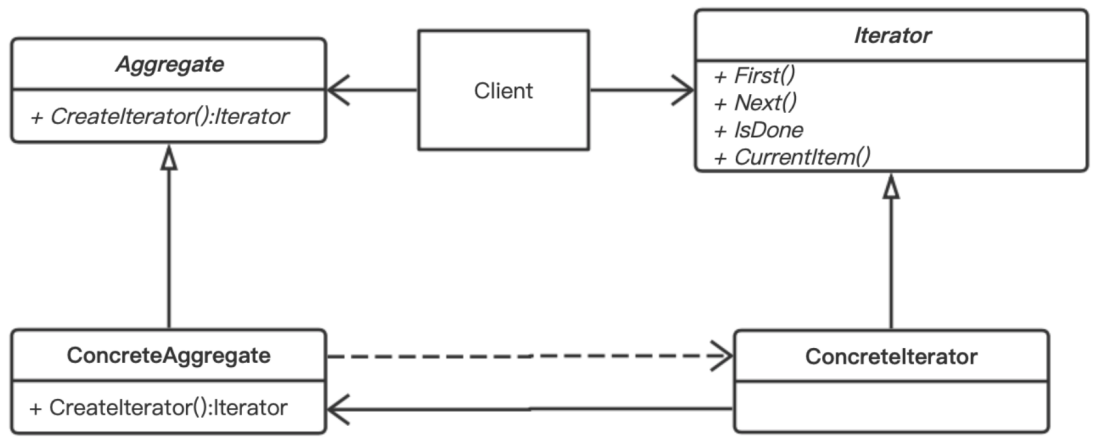 Aggregate
+ CreateIterator():Iterator
Client
Iterator
+ First()
+ Next()
+ IsDone
+ CurrentItem()
ConcreteAggregate
+ CreateIterator():Iterator
ConcreteIterator